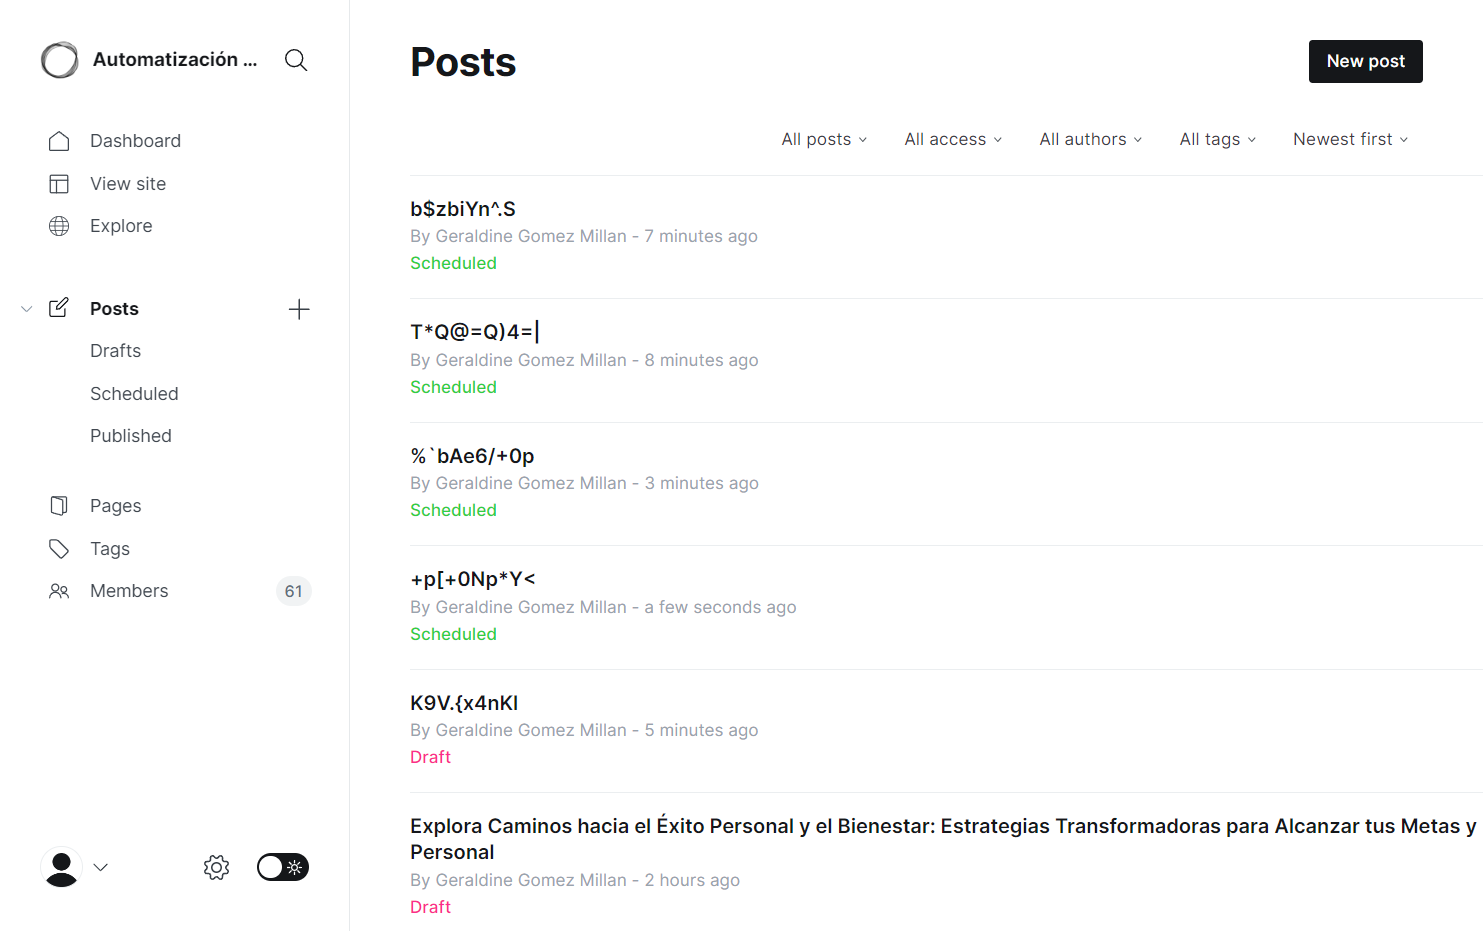 Automatización ...
Dashboard
View site
Explore
Posts
Drafts
Scheduled
Published
Pages
Tags
Members 61
Posts
New post
All posts All access All authors All tags Newest first
b$zbiYn^.S
By Geraldine Gomez Millan - 7 minutes ago
Scheduled
T*Q@=Q)4=|
By Geraldine Gomez Millan - 8 minutes ago
Scheduled
%`bAe6/+0p
By Geraldine Gomez Millan - 3 minutes ago
Scheduled
+p[+0Np*Y<
By Geraldine Gomez Millan - a few seconds ago
Scheduled
K9V.{x4nKl
By Geraldine Gomez Millan - 5 minutes ago
Draft
Explora Caminos hacia el Éxito Personal y el Bienestar: Estrategias Transformadoras para Alcanzar tus Metas y
Personal
By Geraldine Gomez Millan - 2 hours ago
Draft